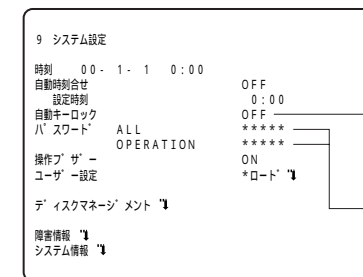 9 システム設定
時刻 00- 1- 1 0:00
自動時刻合せ OFF
設定時刻 0:00
自動キーロック OFF
パスワード ALL *****
OPERATION *****
操作ブザー ON
ユーザー設定 *ロード
ディスクマネージメント
障害情報
システム情報